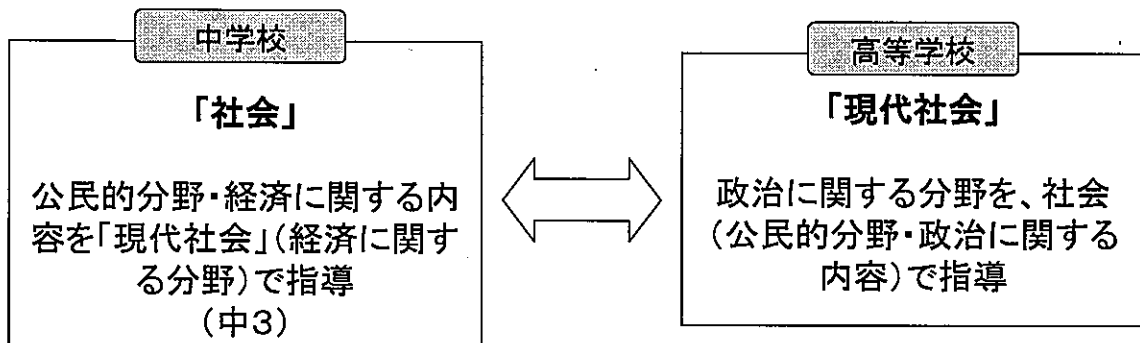 中学校
「社会」
公民的分野・経済に関する内
容を「現代社会」(経済に関す
る分野)で指導
(中3)
高等学校
「現代社会」
政治に関する分野を、社会
(公民的分野・政治に関する
内容)で指導